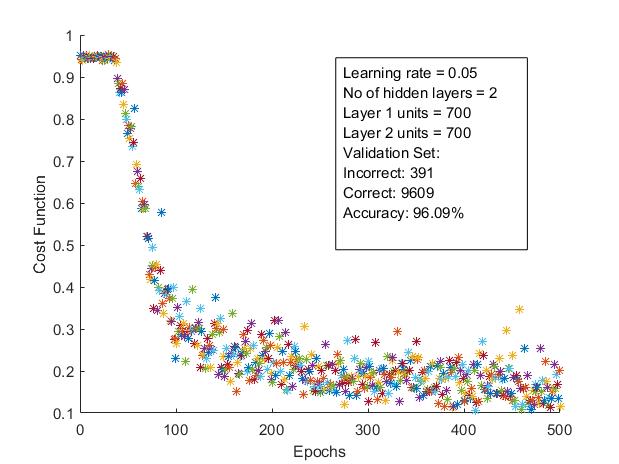 1
0.9
0.8
0.7
0.6
0.5
0.4
0.3
0.2
0.1
Cost Function
0 100 200 300 400 500
Epochs
Learning rate = 0.05
No of hidden layers = 2
Layer 1 units = 700
Layer 2 units = 700
Validation Set:
Incorrect: 391
Correct: 9609
Accuracy: 96.09%